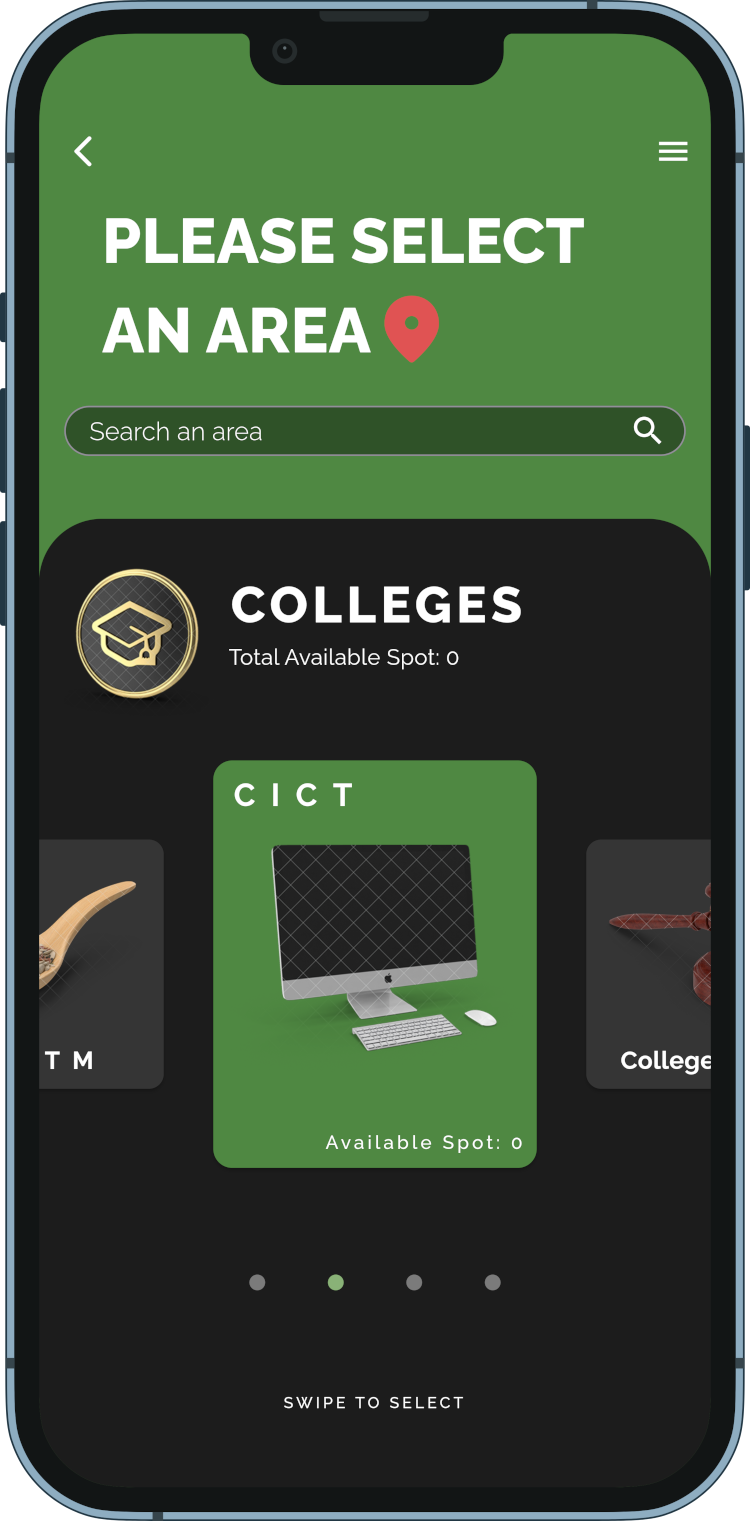 PLEASE SELECT
AN AREA
Search an area
COLLEGES
Total Available Spot: 0
C I C T
T M
College
Available Spot: 0
SWIPE TO SELECT